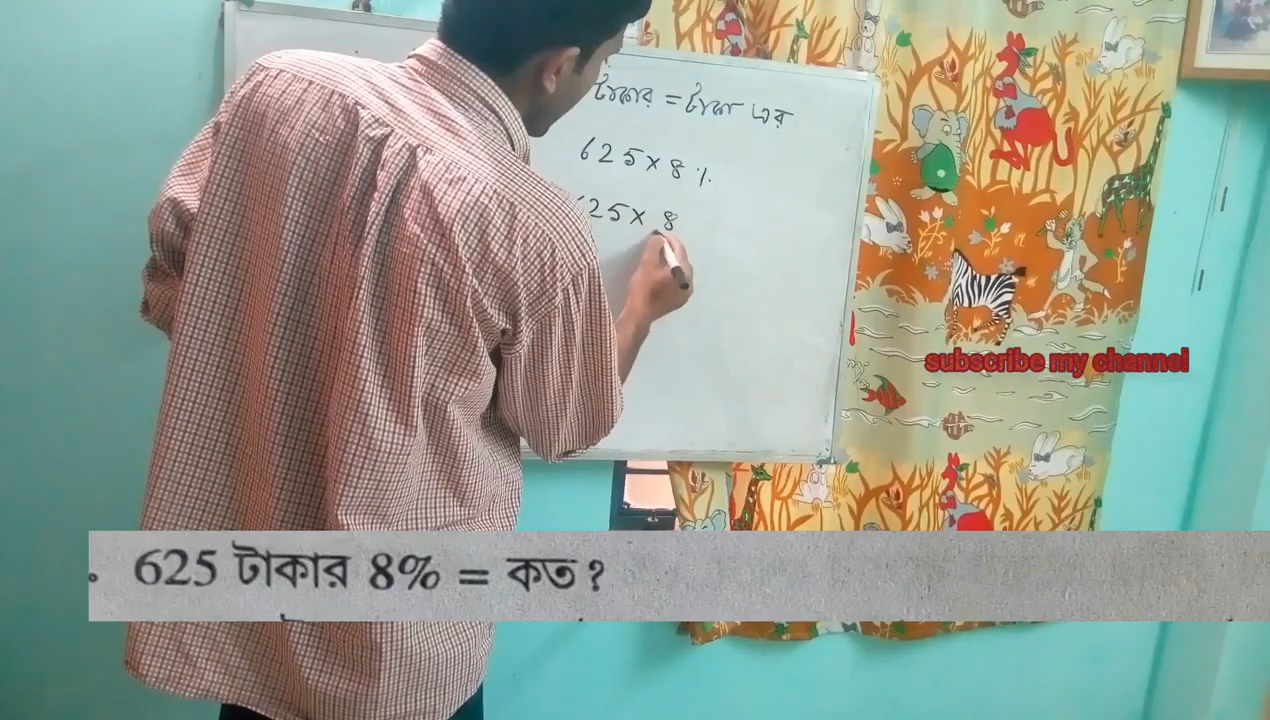 টাকার = টাকা এর
625 × 8 %
25 × 8
subscribe my channel
625 টাকার 8% = কত?